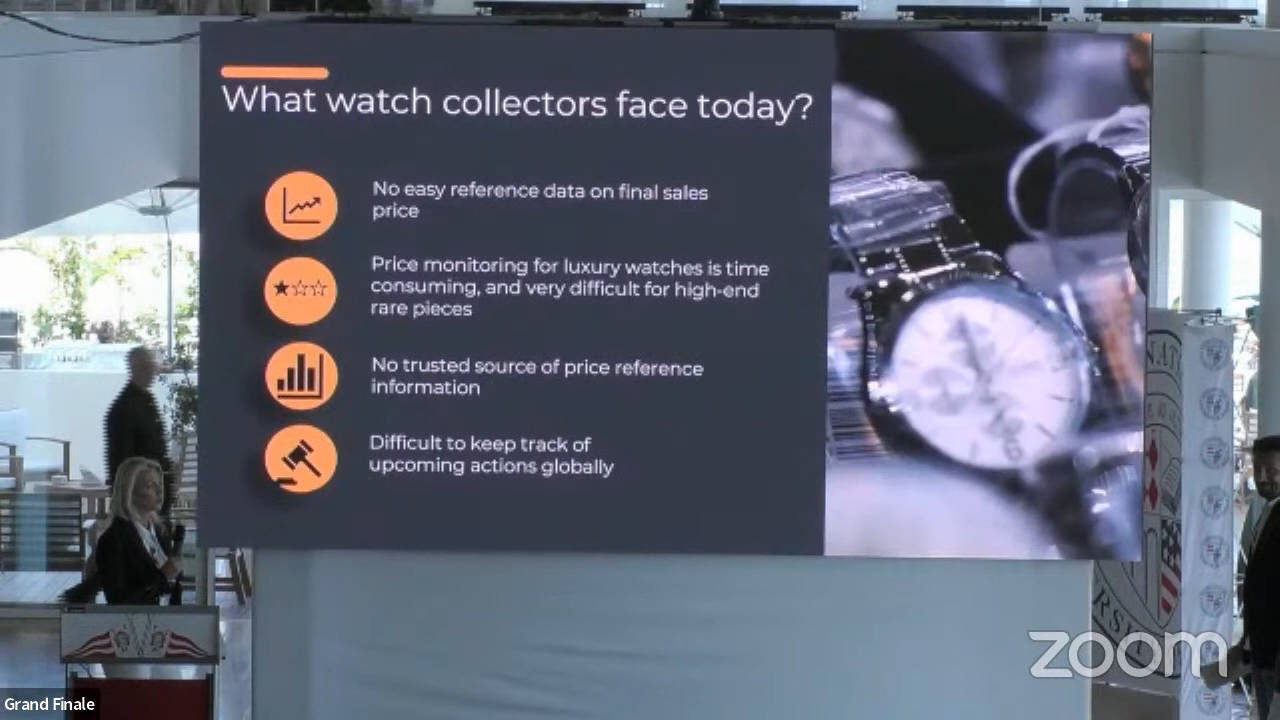 What watch collectors face today?
No easy reference data on final sales
price
Price monitoring for luxury watches is time
consuming, and very difficult for high-end
rare pieces
No trusted source of price reference
information
Difficult to keep track of
upcoming actions globally
zoom
Grand Finale